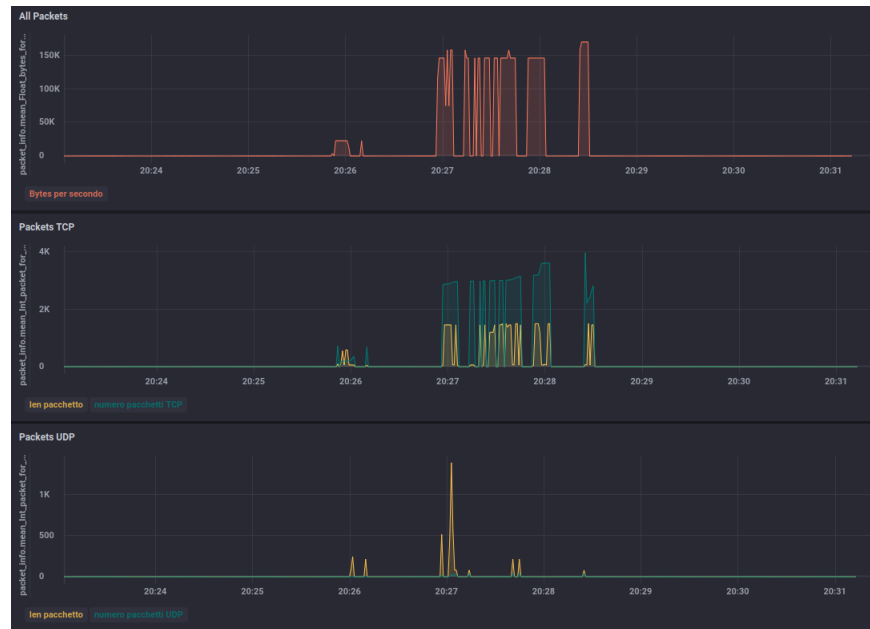 All Packets
packet_info.mean_Float_bytes_for...
150K
100K
50K
0
20:24 20:25 20:26 20:27 20:28 20:29 20:30 20:31
Bytes per secondo
Packets TCP
packet_info.mean_Int_packet_for_...
4K
2K
0
20:24 20:25 20:26 20:27 20:28 20:29 20:30 20:31
len pacchetto numero pacchetti TCP
Packets UDP
packet_info.mean_Int_packet_for_...
1K
500
0
20:24 20:25 20:26 20:27 20:28 20:29 20:30 20:31
len pacchetto numero pacchetti UDP